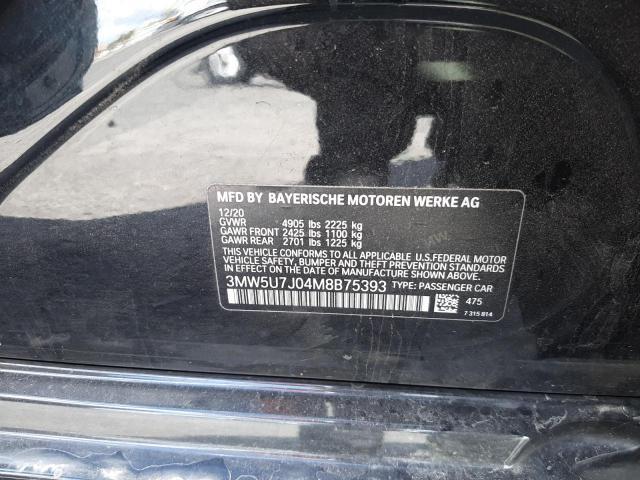 MFD BY BAYERISCHE MOTOREN WERKE AG
12/20
GVWR 4905 lbs 2225 kg
GAWR FRONT 2425 lbs 1100 kg
GAWR REAR 2701 lbs 1225 kg
THIS VEHICLE CONFORMS TO ALL APPLICABLE U.S.FEDERAL MOTOR
VEHICLE SAFETY, BUMPER AND THEFT PREVENTION STANDARDS
IN EFFECT ON THE DATE OF MANUFACTURE SHOWN ABOVE.
3MW5U7J04M8B75393 TYPE: PASSENGER CAR
475
7 315 814